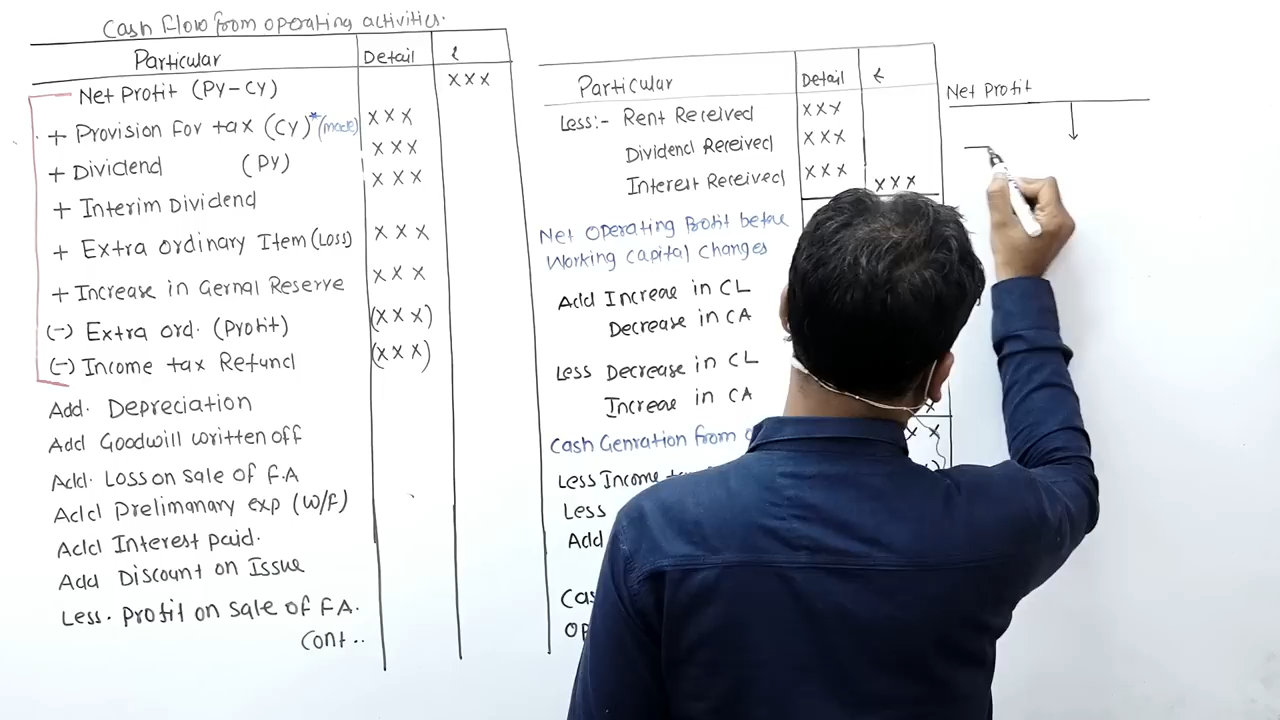 Cash Flow from operating activities.
Particular Detail ₹
Net Profit (PY-CY) XXX
+ Provision for tax (CY)* (made) XXX
+ Dividend (PY) XXX
+ Interim Dividend XXX
+ Extra ordinary Item (Loss) XXX
+ Increase in Gernal Reserve XXX
(-) Extra ord. (Profit) (XXX)
(-) Income tax Refund (XXX)
Add. Depreciation
Add Goodwill written off
Add. Loss on sale of F.A
Add Prelimanary exp (W/F)
Add Interest paid.
Add Discount on Issue
Less. Profit on sale of F A.
Cont..
Particular Detail ₹
Less:- Rent Received XXX
Dividend Received XXX
Interest Received XXX XXX
Net Operating Profit before
Working Capital Changes
Add Increae in CL
Decrease in CA
Less Decrease in CL
Increae in CA
Cash Genration from
X X
Less Income
Less
Add
Net Profit